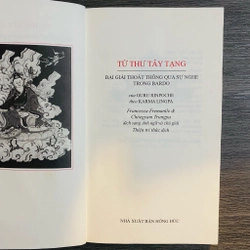 TỬ THƯ TÂY TẠNG
ĐẠI GIẢI THOÁT THÔNG QUA SỰ NGHE
TRONG BARDO
của GURU RINPOCHE
theo KARMA LINGPA
Francesca Fremantle &
Chögyam Trungpa
dịch sang Anh ngữ và chú giải
Thiện Tri Thức dịch
NHÀ XUẤT BẢN HỒNG ĐỨC